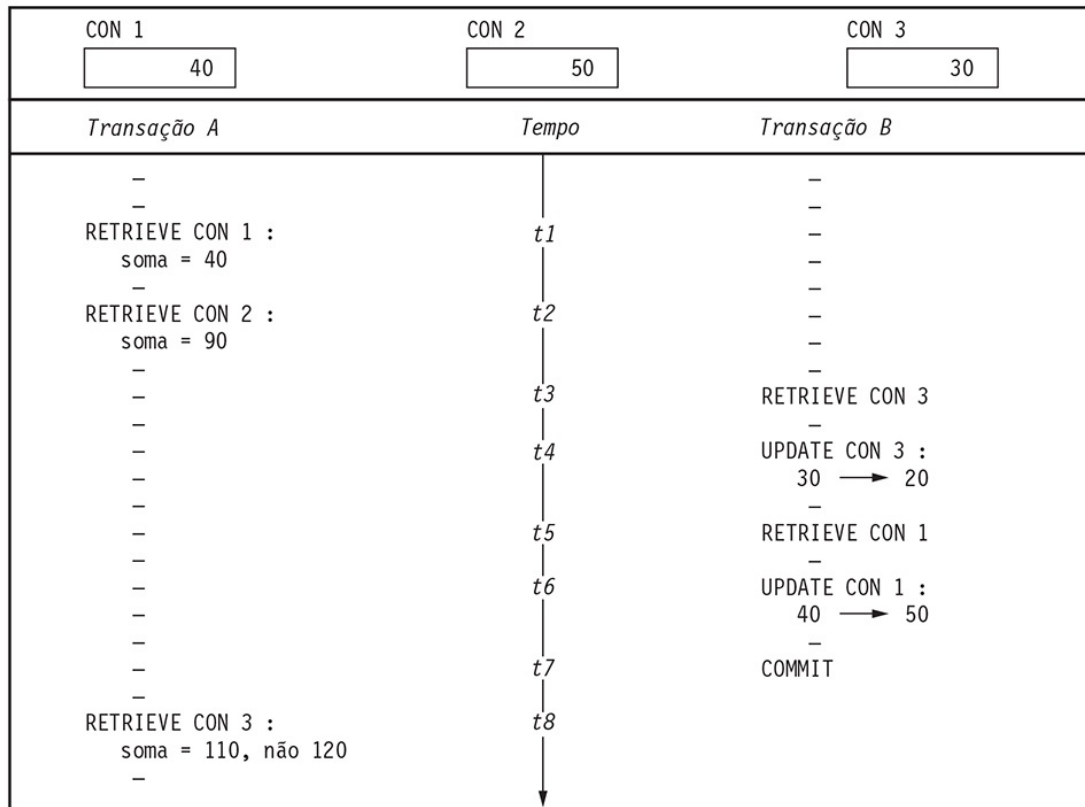 CON 1 CON 2 CON 3
40 50 30
Transação A Tempo Transação B
– –
– –
RETRIEVE CON 1 : t1 –
soma = 40 –
– –
RETRIEVE CON 2 : t2 –
soma = 90 –
– –
– t3 RETRIEVE CON 3
– –
– t4 UPDATE CON 3 :
– 30 → 20
– –
– t5 RETRIEVE CON 1
– –
– t6 UPDATE CON 1 :
– 40 → 50
– –
– t7 COMMIT
–
RETRIEVE CON 3 : t8
soma = 110, não 120
–